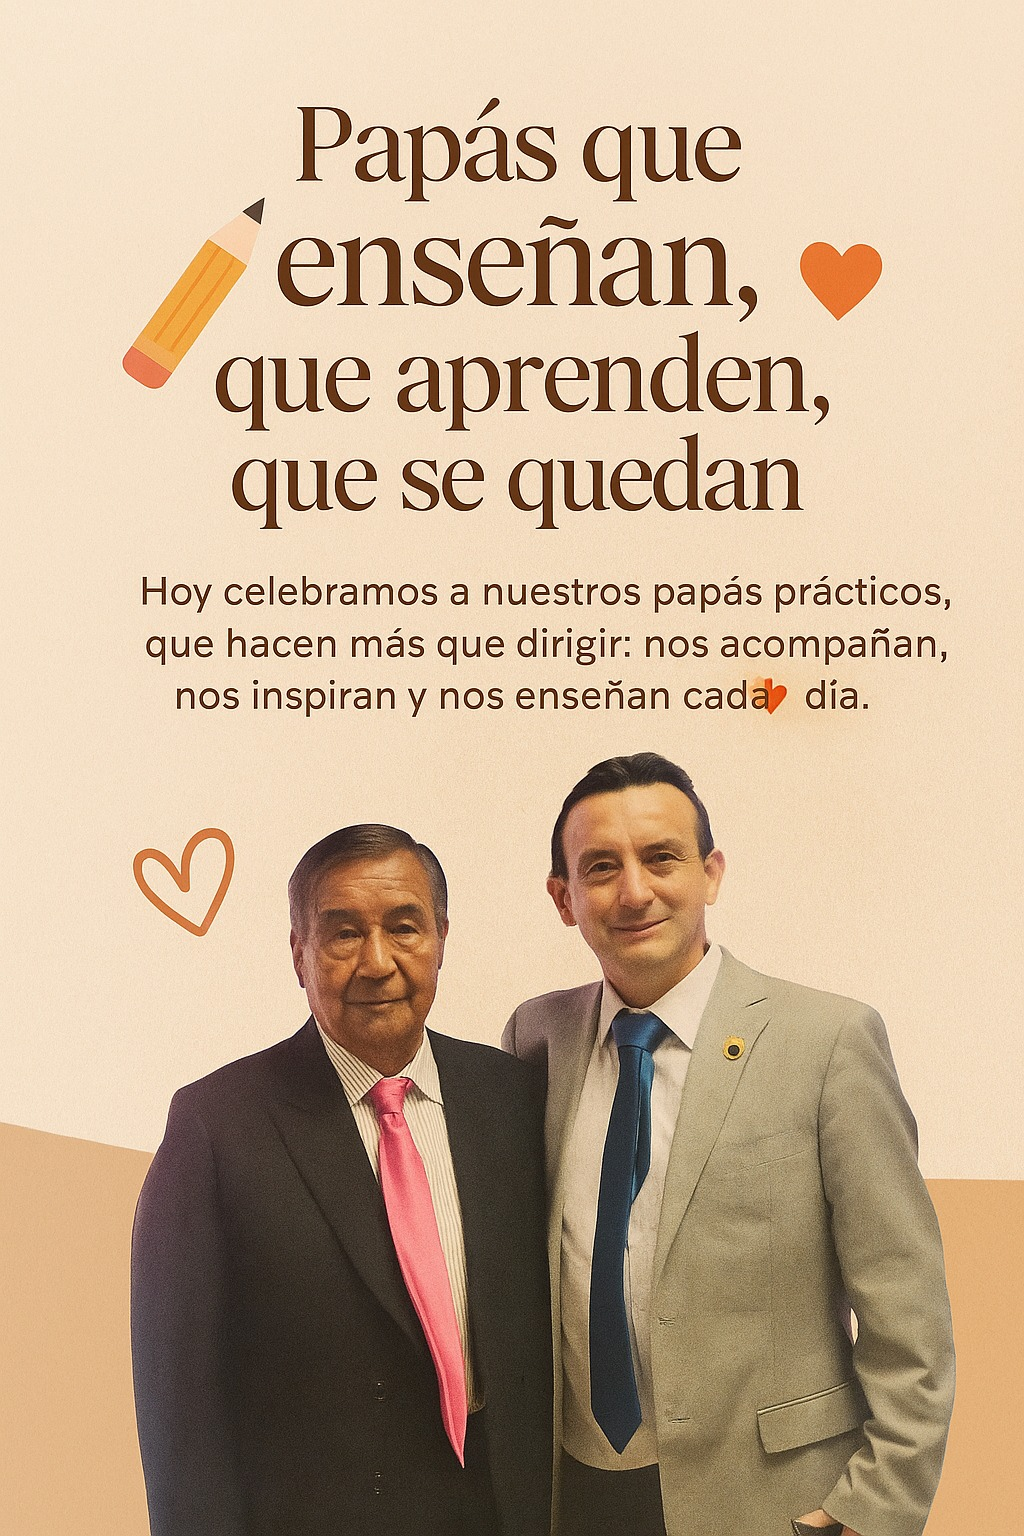 Papás que
enseñan,
que aprenden,
que se quedan
Hoy celebramos a nuestros papás prácticos,
que hacen más que dirigir: nos acompañan,
nos inspiran y nos enseñan cada día.